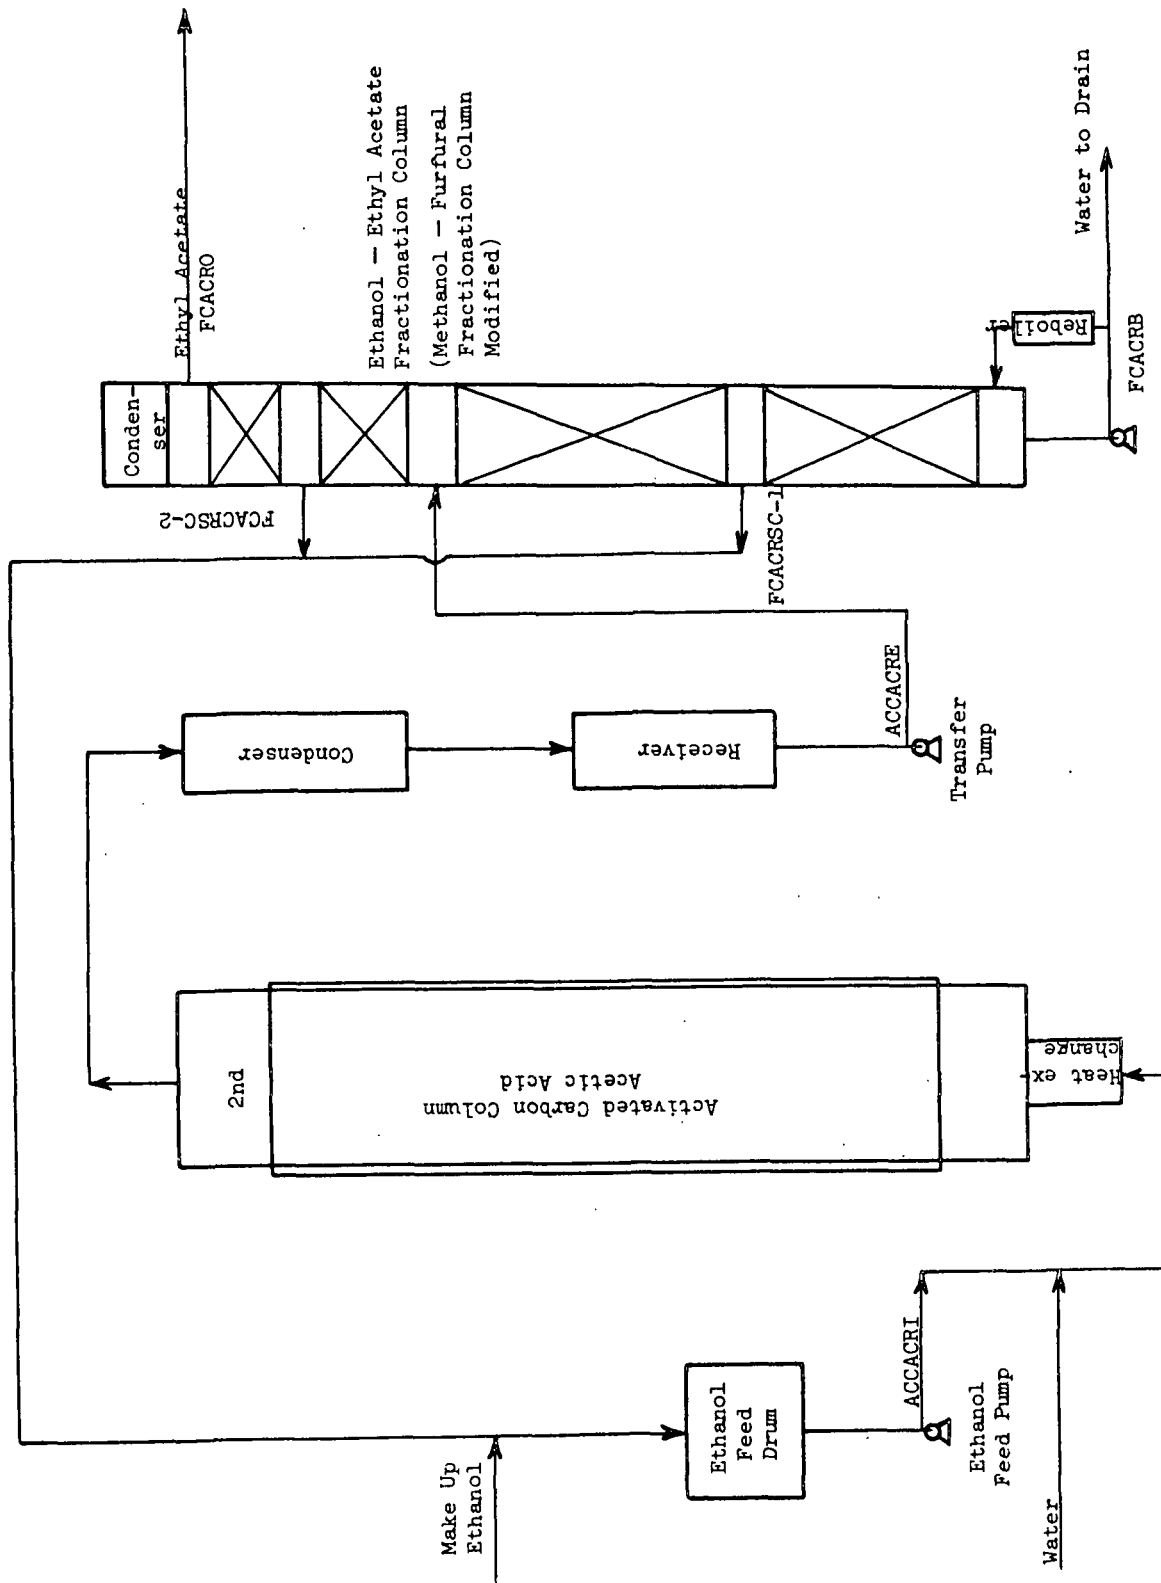 Ethyl Acetate
FCACRO
Conden-
ser
Ethanol — Ethyl Acetate
Fractionation Column
(Methanol — Furfural
Fractionation Column
Modified)
FCACRSC-2
FCACRSC-1
Reboiler
Water to Drain
FCACRB
Condenser
Receiver
ACCACRE
Transfer
Pump
2nd
Activated Carbon Column
Acetic Acid
Heat ex
change
Make Up
Ethanol
Ethanol
Feed
Drum
ACCACRI
Ethanol
Feed Pump
Water